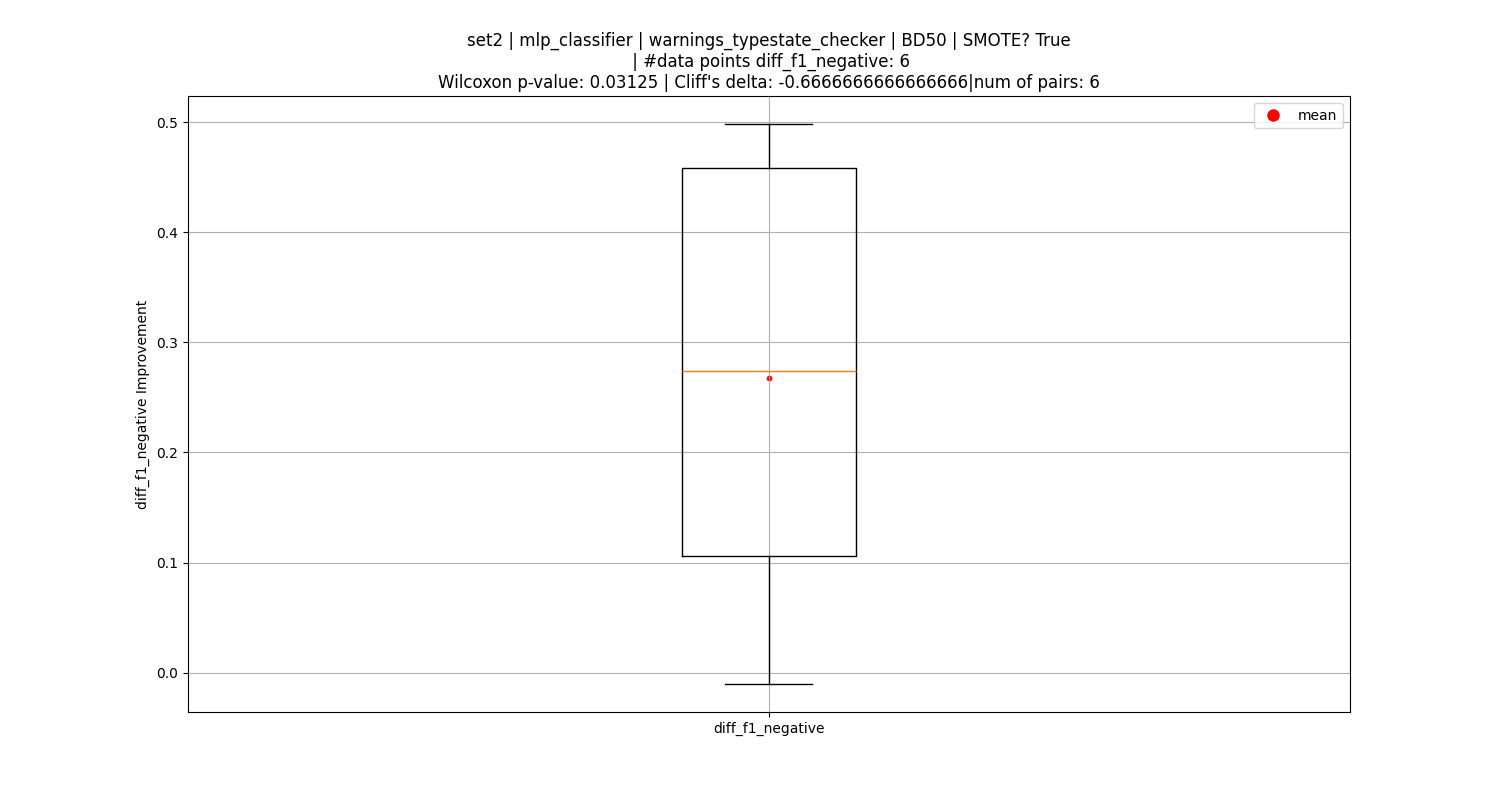 set2 | mlp_classifier | warnings_typestate_checker | BD50 | SMOTE? True
| #data points diff_f1_negative: 6
Wilcoxon p-value: 0.03125 | Cliff's delta: -0.6666666666666666|num of pairs: 6
mean
0.5
0.4
0.3
0.2
0.1
0.0
diff_f1_negative Improvement
diff_f1_negative